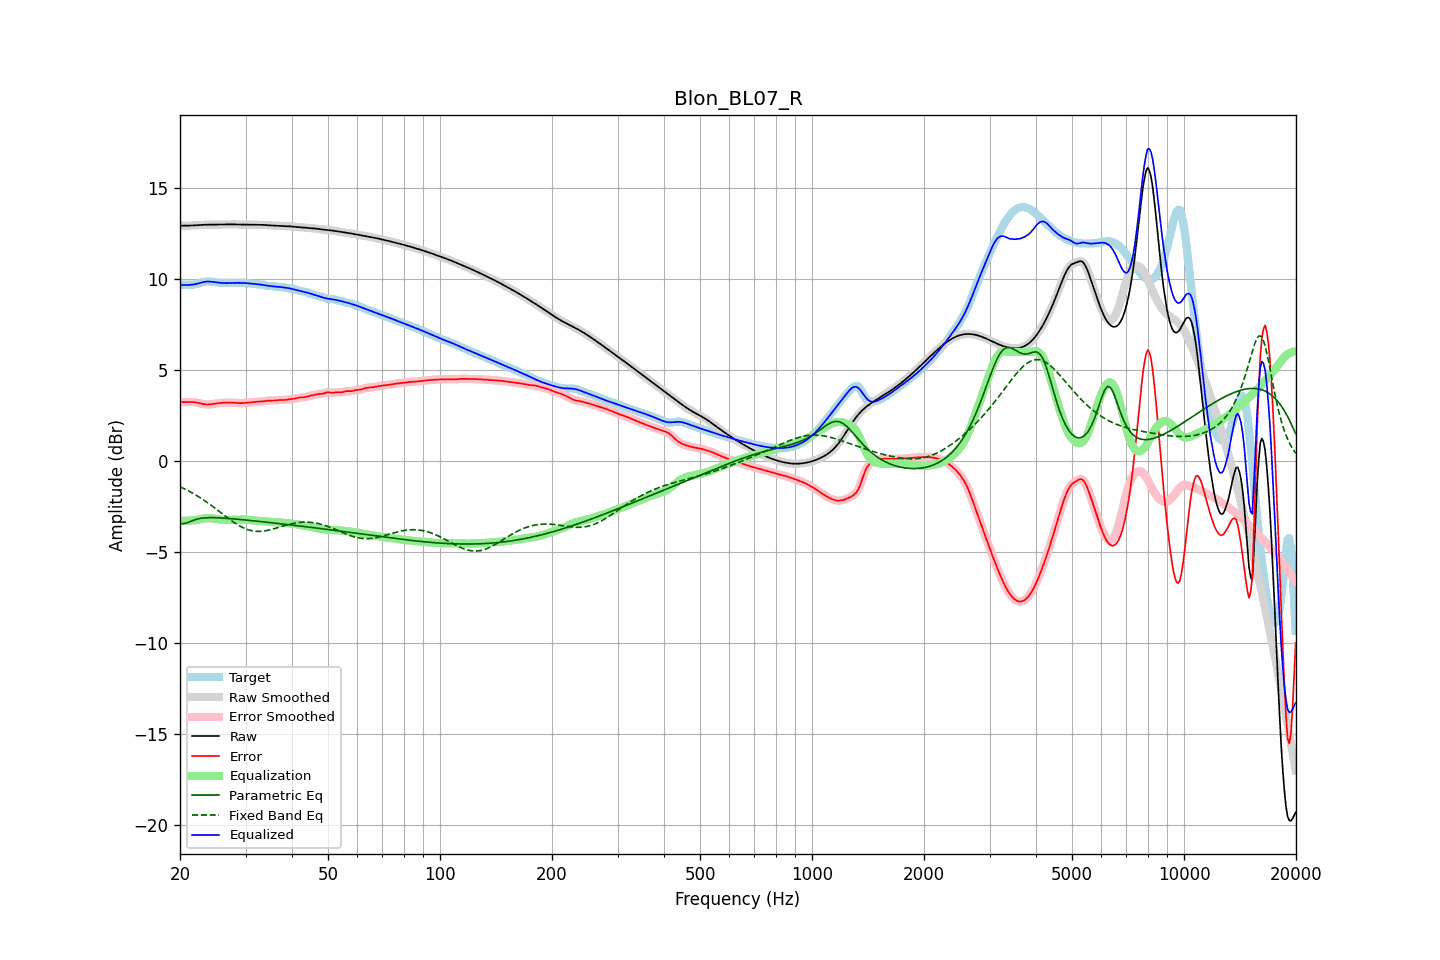 Blon_BL07_R
Amplitude (dBr)
15
10
5
0
−5
−10
−15
−20
Target
Raw Smoothed
Error Smoothed
Raw
Error
Equalization
Parametric Eq
Fixed Band Eq
Equalized
20
50
100
200
500
1000
2000
5000
10000
20000
Frequency (Hz)